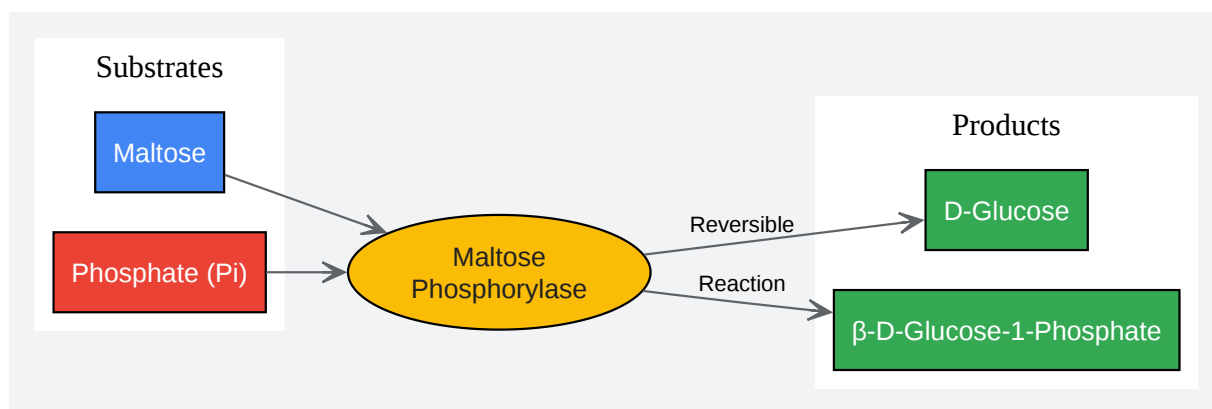 Substrates
Maltose
Phosphate (Pi)
Maltose
Phosphorylase
Reversible
Reaction
Products
D-Glucose
β-D-Glucose-1-Phosphate